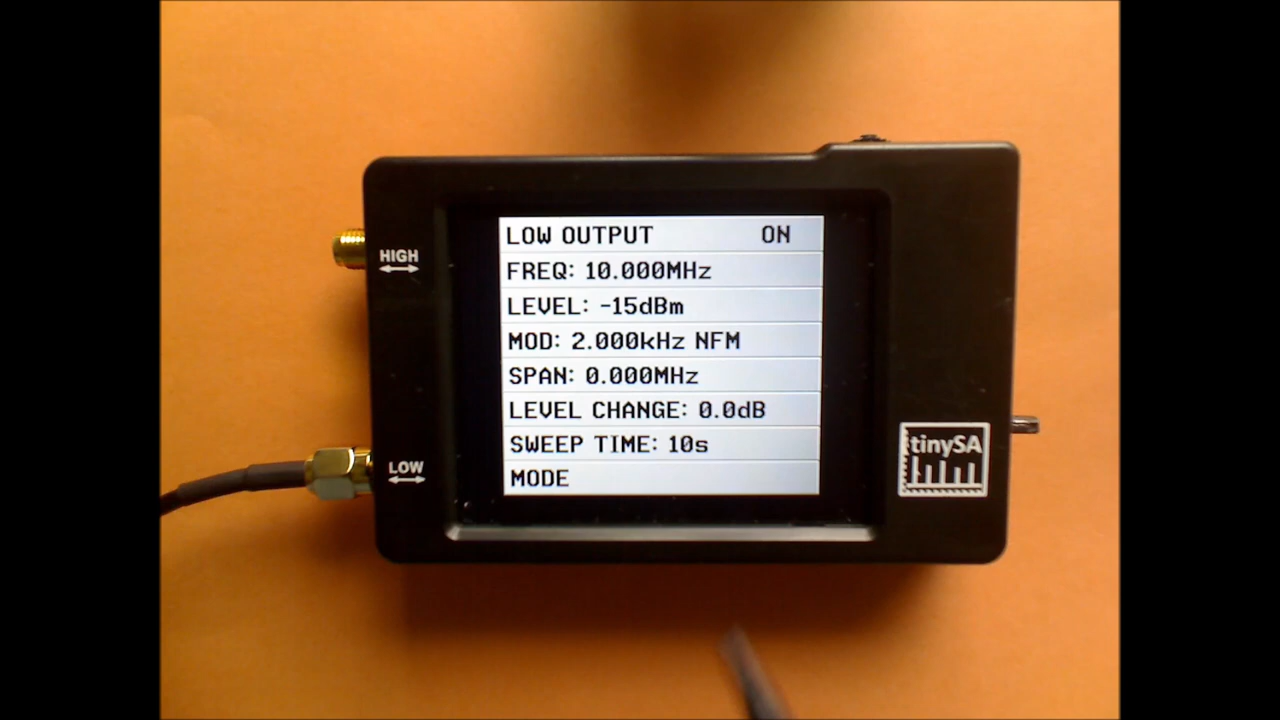 HIGH
LOW
LOW OUTPUT ON
FREQ: 10.000MHz
LEVEL: -15dBm
MOD: 2.000kHz NFM
SPAN: 0.000MHz
LEVEL CHANGE: 0.0dB
SWEEP TIME: 10s
MODE
tinySA